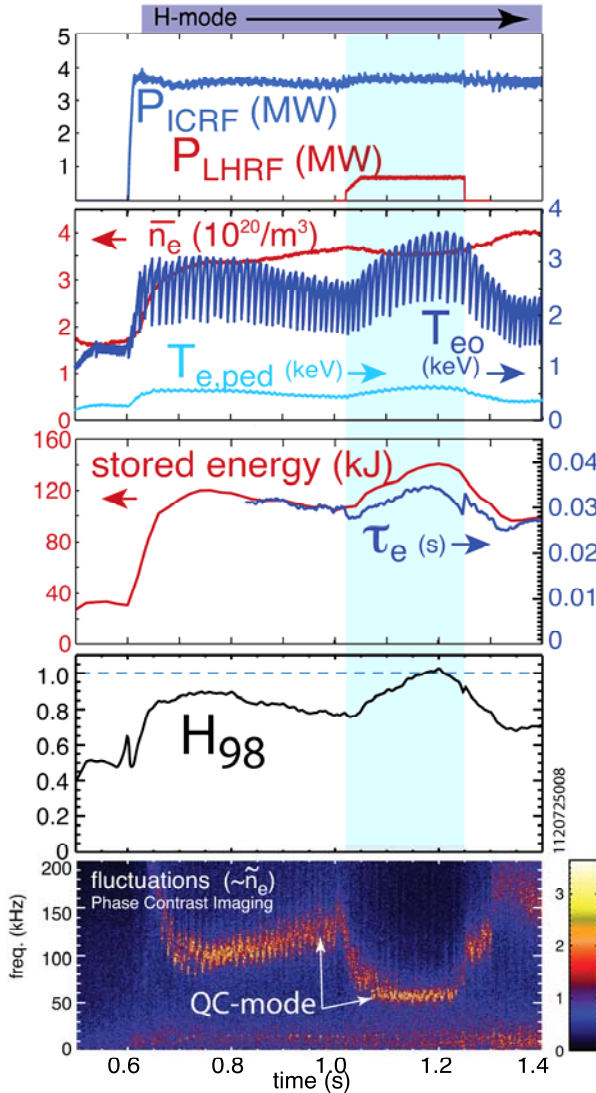 H-mode
5
4
3
2
1
P_ICRF (MW)
P_LHRF (MW)
4
3
2
1
0
n̅_e (10^20/m^3)
4
3
2
1
0
T_eo
(keV)
T_e,ped (keV)
160
120
80
40
0
stored energy (kJ)
0.04
0.03
0.02
0.01
0
τ_e (s)
1.0
0.8
0.6
0.4
0.2
0
H_98
1120725008
200
150
100
50
0
freq. (kHz)
fluctuations (~ñ_e)
Phase Contrast Imaging
QC-mode
3
2
1
0
0.6 0.8 1.0 1.2 1.4
time (s)